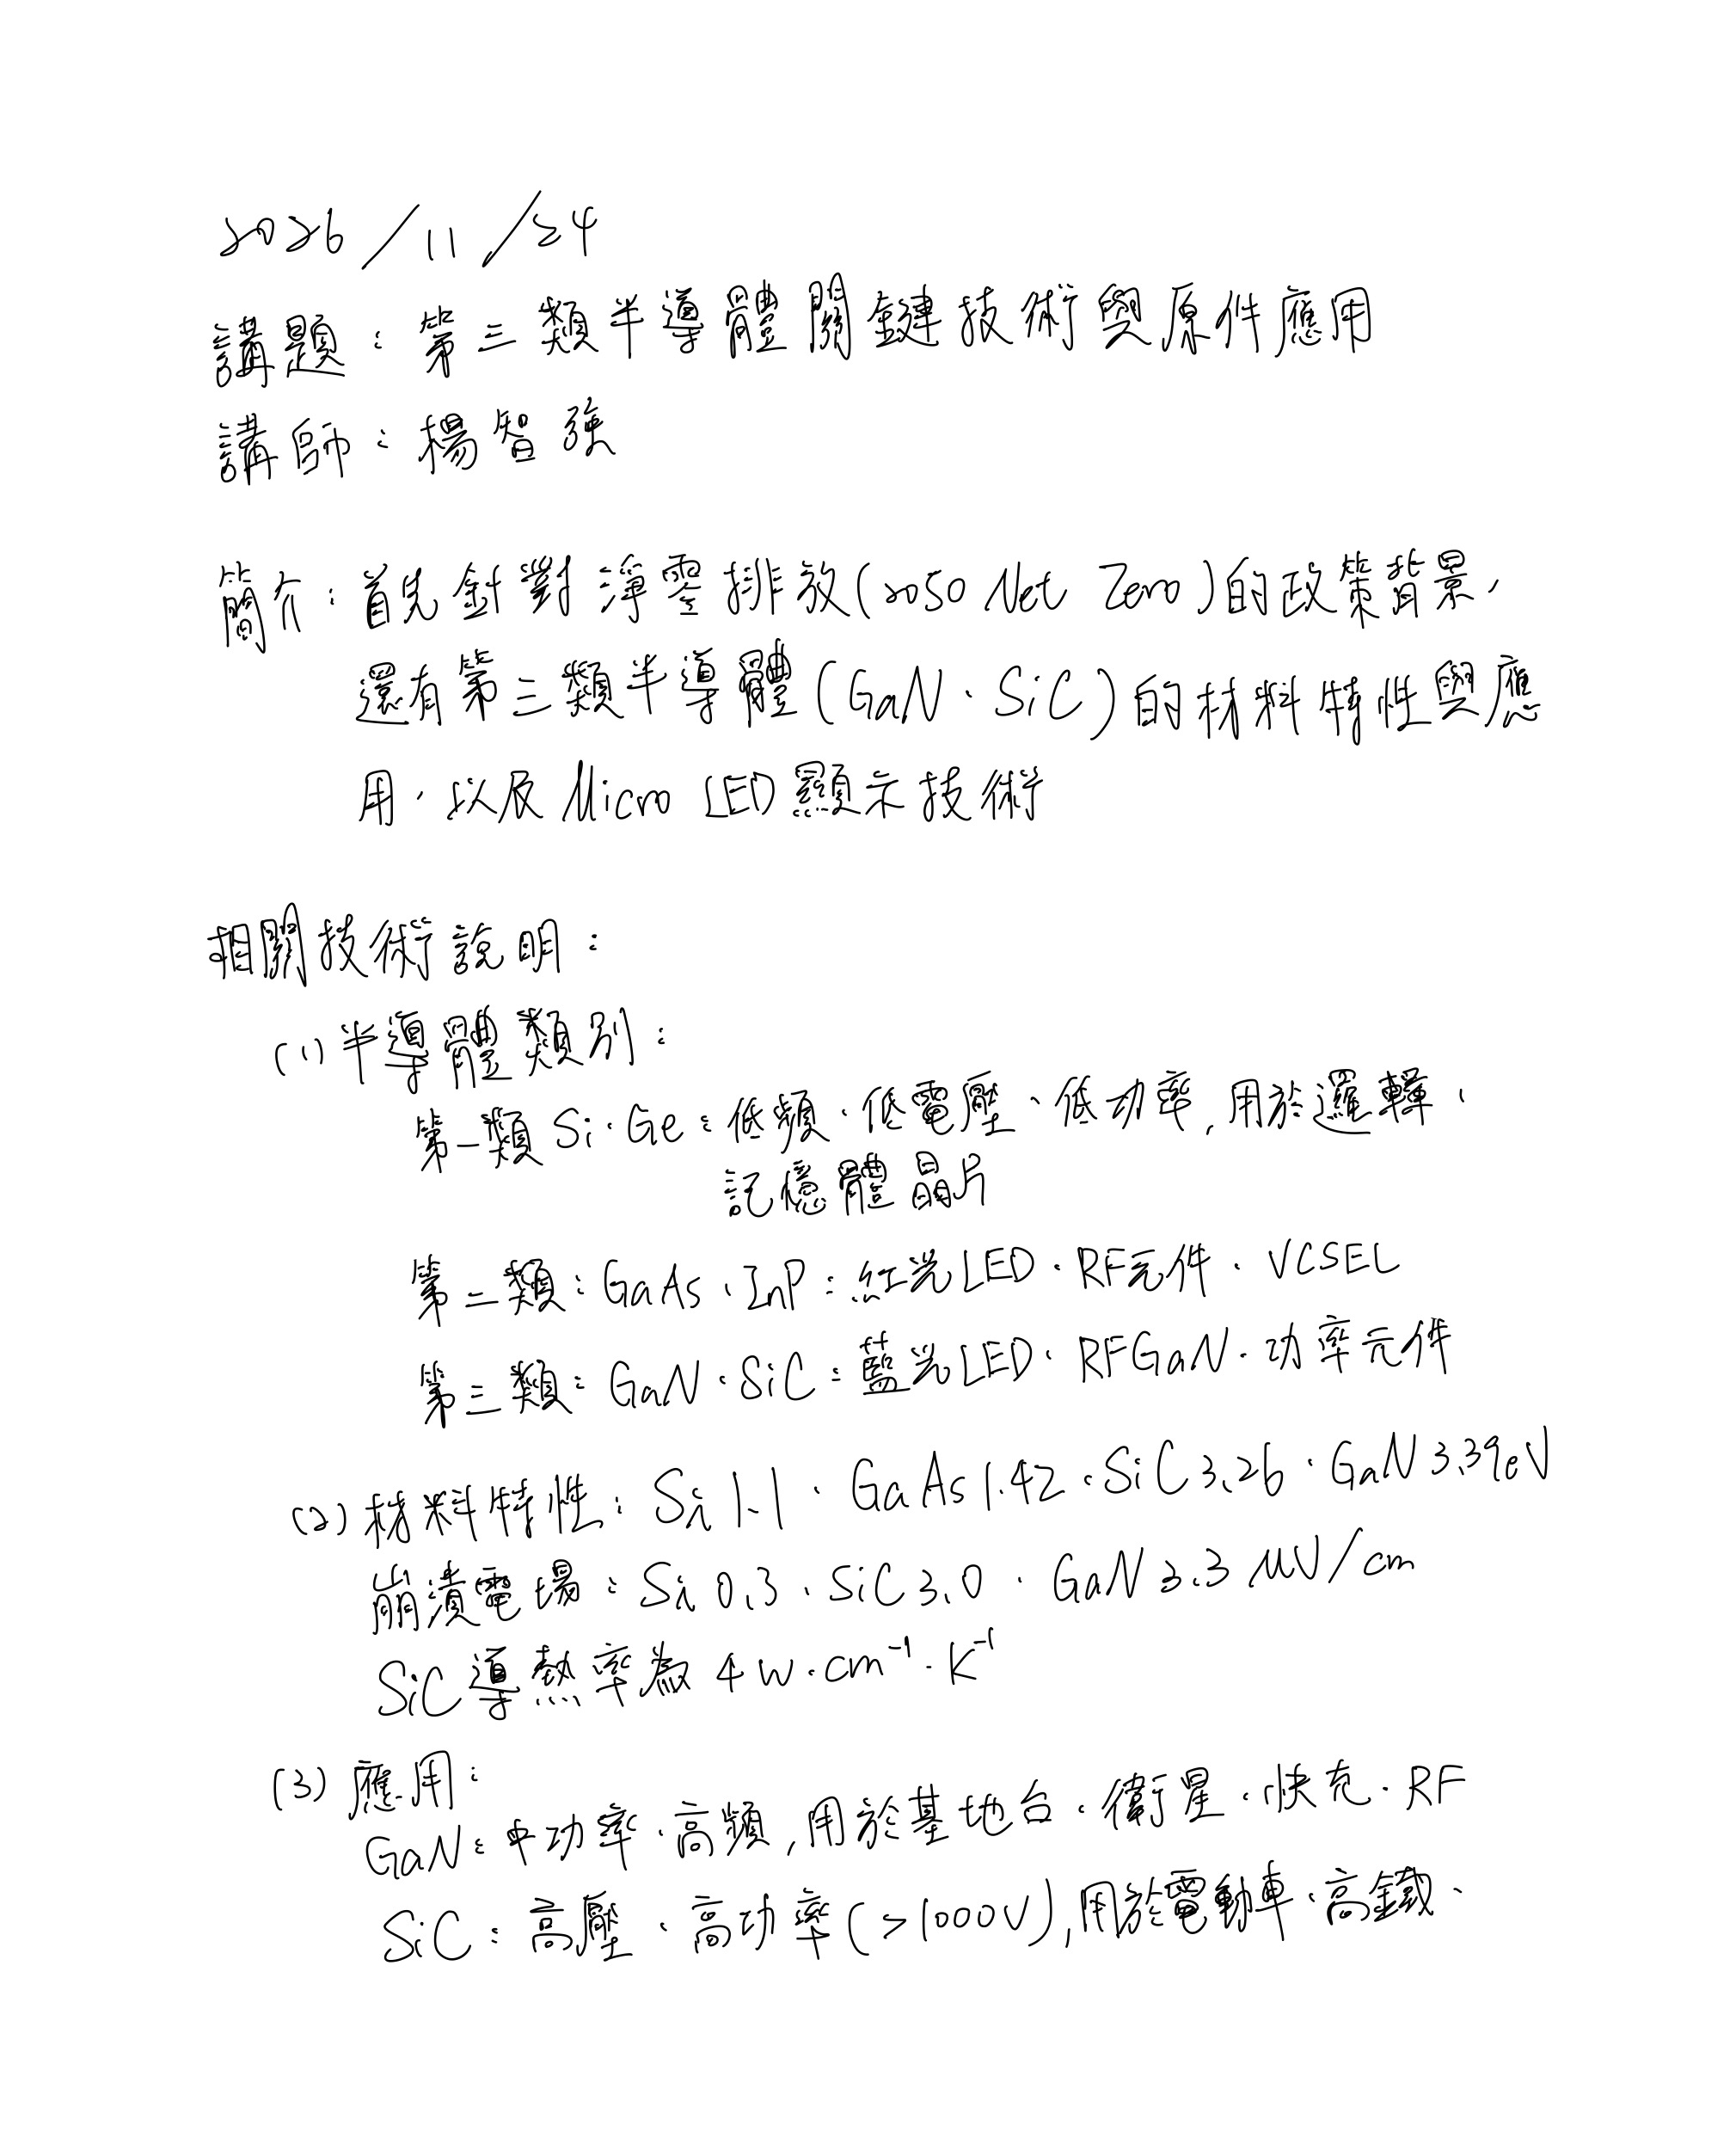 2026/11/24
講題：第三類半導體關鍵技術與原件應用
講師：楊智強
簡介：首先針對淨零排放(2050 Net Zero)的政策背景，
還有第三類半導體(GaN、SiC)的材料特性與應
用，以及Micro LED顯示技術
相關技術說明：
(1)半導體類別：
第一類Si、Ge：低頻、低電壓、低功率,用於邏輯、
記憶體晶片
第二類：GaAs、InP：紅光LED、RF元件、VCSEL
第三類：GaN、SiC：藍光LED、RFGaN、功率元件
(2)材料特性：Si 1.1、GaAs 1.42、SiC 3.26、GaN 3.39eV
崩潰電場：Si 0.3、SiC 3.0、GaN 3.3 MV/cm
SiC導熱率為 4 W·cm⁻¹·K⁻¹
(3)應用：
GaN：中功率、高頻,用於基地台、衛星、快充、RF
SiC：高壓、高功率(>1000V),用於電動車、高鐵、